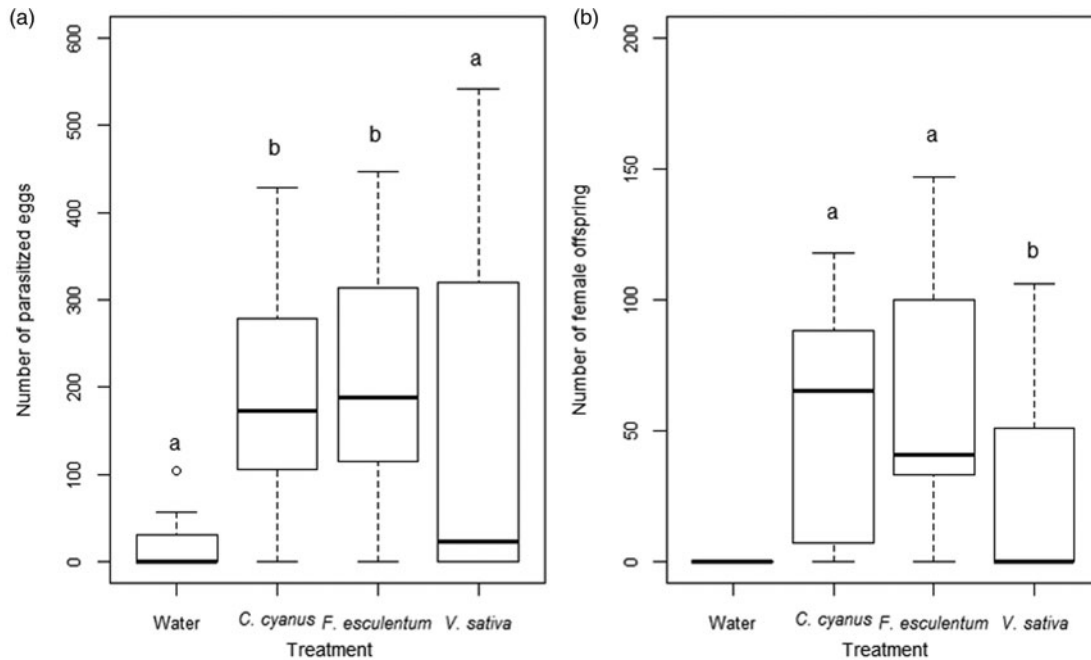 (a)
Number of parasitized eggs
600
500
400
300
200
100
0
a
b
b
a
Water
C. cyanus
F. esculentum
V. sativa
Treatment
(b)
Number of female offspring
200
150
100
50
0
a
a
b
Water
C. cyanus
F. esculentum
V. sativa
Treatment